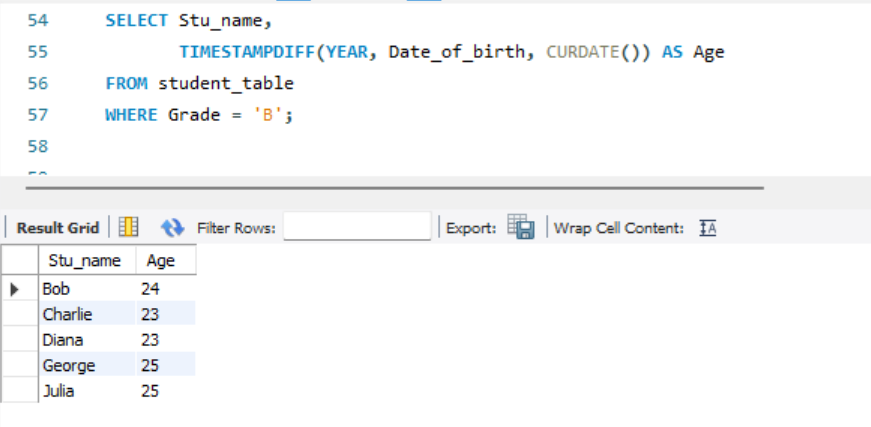 54 SELECT Stu_name,
55 TIMESTAMPDIFF(YEAR, Date_of_birth, CURDATE()) AS Age
56 FROM student_table
57 WHERE Grade = 'B';
58
Result Grid Filter Rows: Export: Wrap Cell Content: IA
Stu_name Age
Bob 24
Charlie 23
Diana 23
George 25
Julia 25